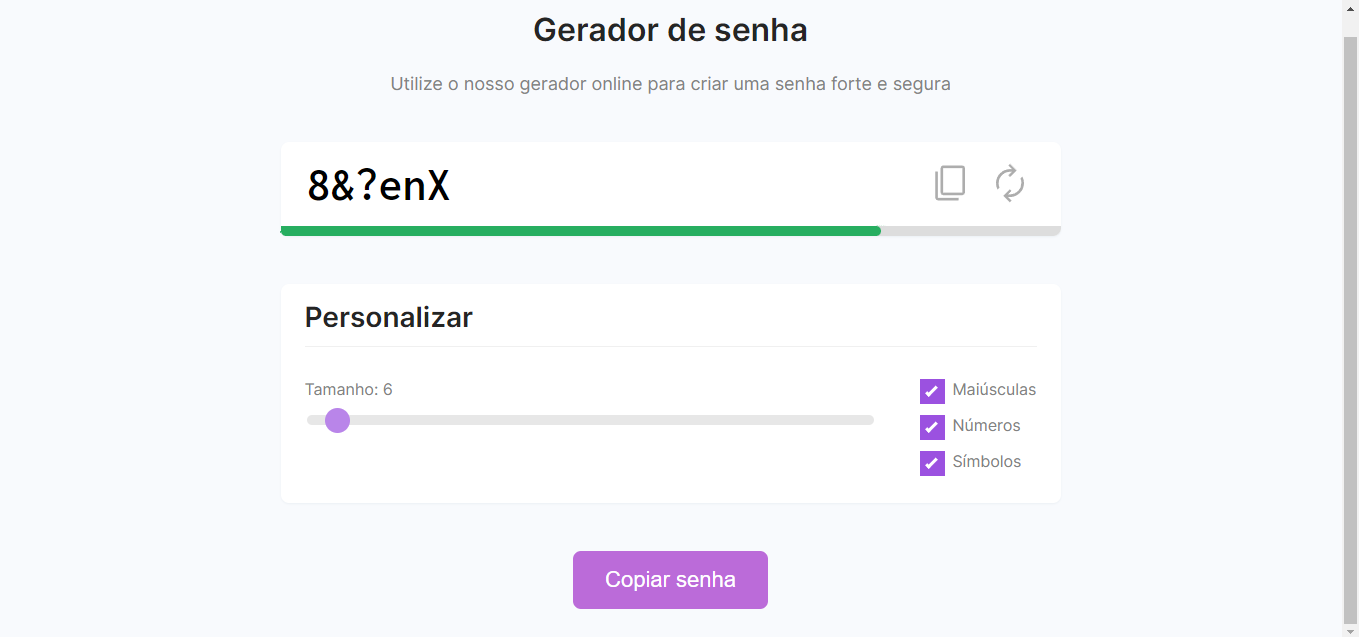 Gerador de senha
Utilize o nosso gerador online para criar uma senha forte e segura
8&?enX
Personalizar
Tamanho: 6
Maiúsculas
Números
Símbolos
Copiar senha